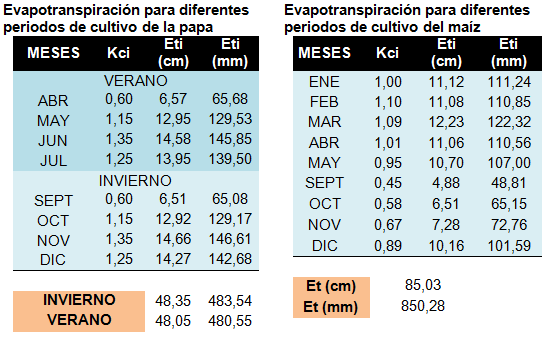 Evapotranspiración para diferentes
periodos de cultivo de la papa
MESES Kci Eti (cm) Eti (mm)
VERANO
ABR 0,60 6,57 65,68
MAY 1,15 12,95 129,53
JUN 1,35 14,58 145,85
JUL 1,25 13,95 139,50
INVIERNO
SEPT 0,60 6,51 65,08
OCT 1,15 12,92 129,17
NOV 1,35 14,66 146,61
DIC 1,25 14,27 142,68
INVIERNO 48,35 483,54
VERANO 48,05 480,55
Evapotranspiración para diferentes
periodos de cultivo del maíz
MESES Kci Eti (cm) Eti (mm)
ENE 1,00 11,12 111,24
FEB 1,10 11,08 110,85
MAR 1,09 12,23 122,32
ABR 1,01 11,06 110,56
MAY 0,95 10,70 107,00
SEPT 0,45 4,88 48,81
OCT 0,58 6,51 65,15
NOV 0,67 7,28 72,76
DIC 0,89 10,16 101,59
Et (cm) 85,03
Et (mm) 850,28